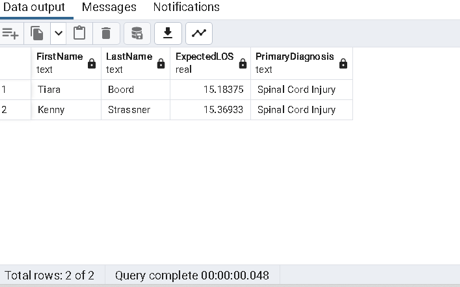 Data output Messages Notifications
FirstName LastName ExpectedLOS PrimaryDiagnosis
text text real text
1 Tiara Boord 15.18375 Spinal Cord Injury
2 Kenny Strassner 15.36933 Spinal Cord Injury
Total rows: 2 of 2 Query complete 00:00:00.048